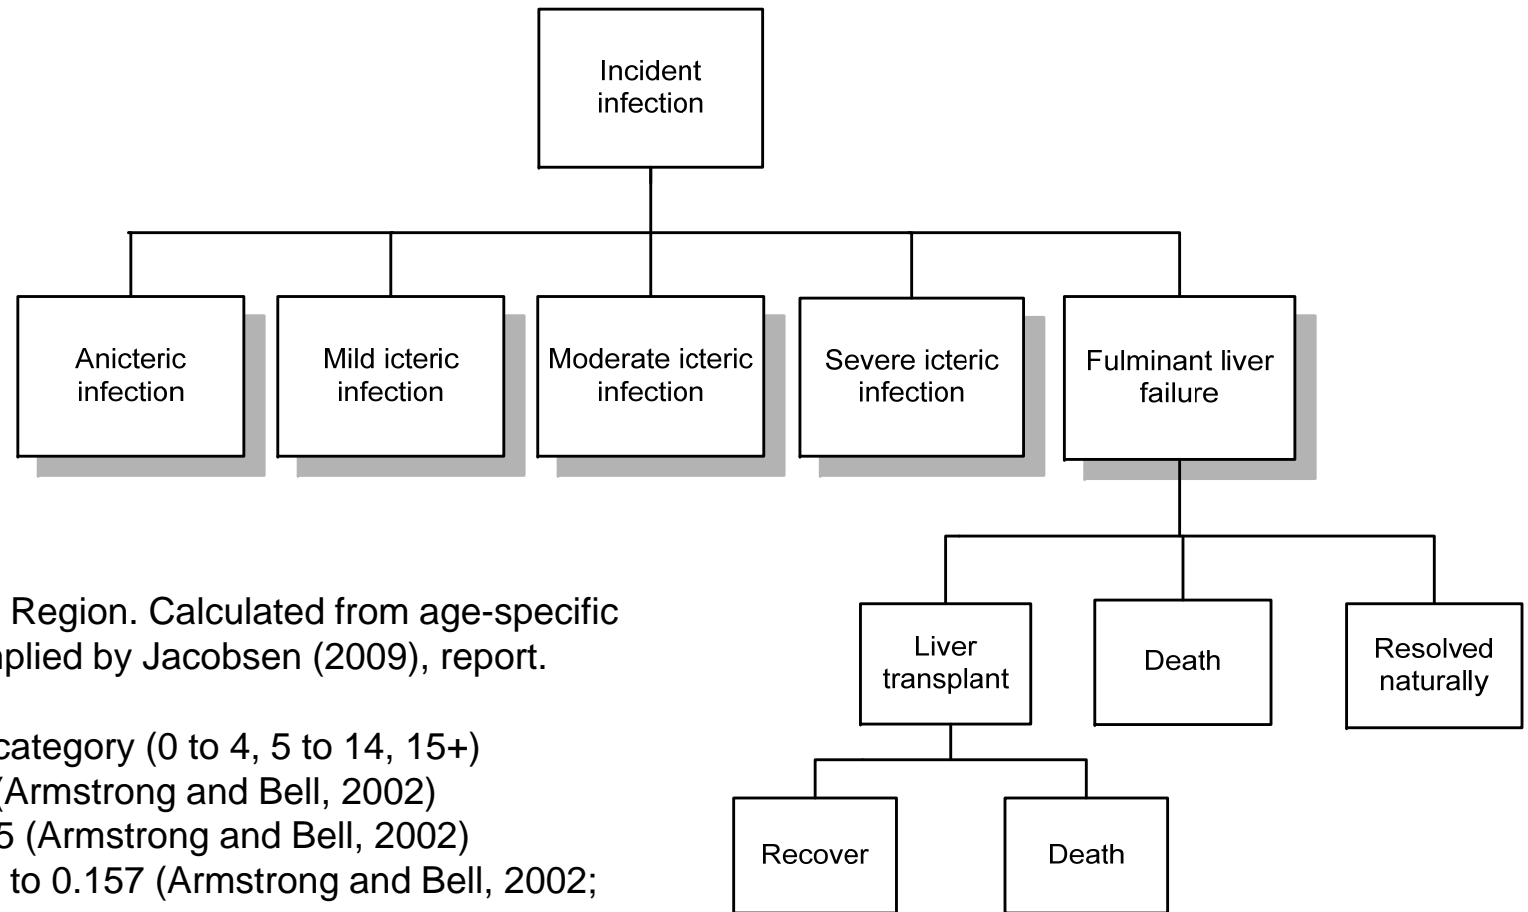 Incident
infection
Anicteric
infection
Mild icteric
infection
Moderate icteric
infection
Severe icteric
infection
Fulminant liver
failure
Liver
transplant
Death
Resolved
naturally
Recover
Death
Region. Calculated from age-specific
by Jacobsen (2009), report.
category (0 to 4, 5 to 14, 15+)
(Armstrong and Bell, 2002)
5 (Armstrong and Bell, 2002)
to 0.157 (Armstrong and Bell, 2002;